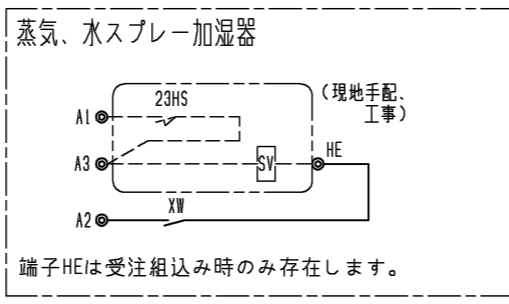 蒸気、水スプレー加湿器
23HS
(現地手配、
工事)
A1
A3
SV
HE
A2
XW
端子HEは受注組込み時のみ存在します。